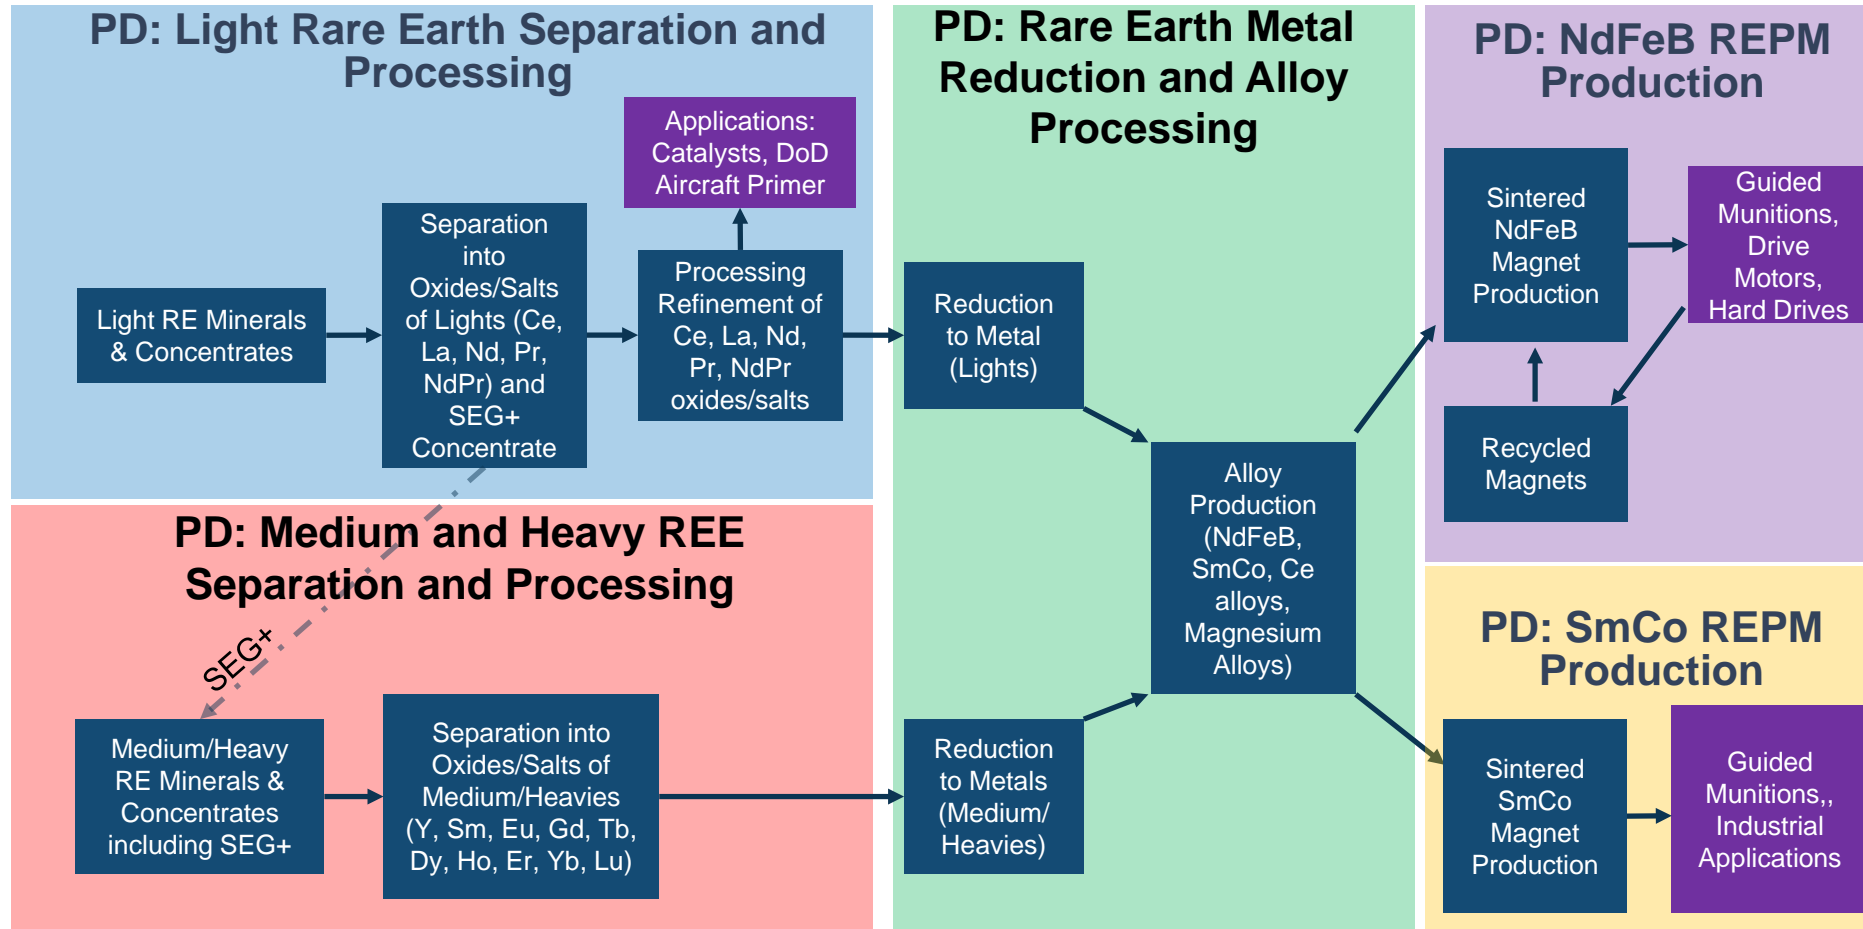 PD: Light Rare Earth Separation and
Processing
Applications:
Catalysts, DoD
Aircraft Primer
Light RE Minerals
& Concentrates
Separation
into
Oxides/Salts
of Lights (Ce,
La, Nd, Pr,
NdPr) and
SEG+
Concentrate
Processing
Refinement of
Ce, La, Nd,
Pr, NdPr
oxides/salts
PD: Medium and Heavy REE
Separation and Processing
SEG+
Medium/Heavy
RE Minerals &
Concentrates
including SEG+
Separation into
Oxides/Salts of
Medium/Heavies
(Y, Sm, Eu, Gd, Tb,
Dy, Ho, Er, Yb, Lu)
PD: Rare Earth Metal
Reduction and Alloy
Processing
Reduction
to Metal
(Lights)
Alloy
Production
(NdFeB,
SmCo, Ce
alloys,
Magnesium
Alloys)
Reduction
to Metals
(Medium/
Heavies)
PD: NdFeB REPM
Production
Sintered
NdFeB
Magnet
Production
Guided
Munitions,
Drive
Motors,
Hard Drives
Recycled
Magnets
PD: SmCo REPM
Production
Sintered
SmCo
Magnet
Production
Guided
Munitions,,
Industrial
Applications